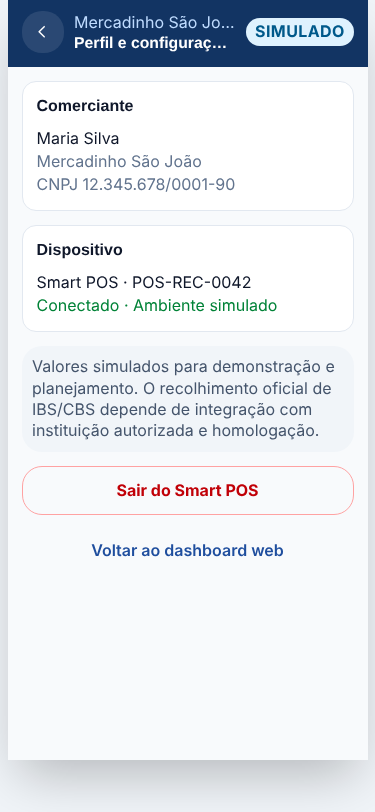 Mercadinho São Jo...
Perfil e configuraç...
SIMULADO
Comerciante
Maria Silva
Mercadinho São João
CNPJ 12.345.678/0001-90
Dispositivo
Smart POS · POS-REC-0042
Conectado · Ambiente simulado
Valores simulados para demonstração e
planejamento. O recolhimento oficial de
IBS/CBS depende de integração com
instituição autorizada e homologação.
Sair do Smart POS
Voltar ao dashboard web